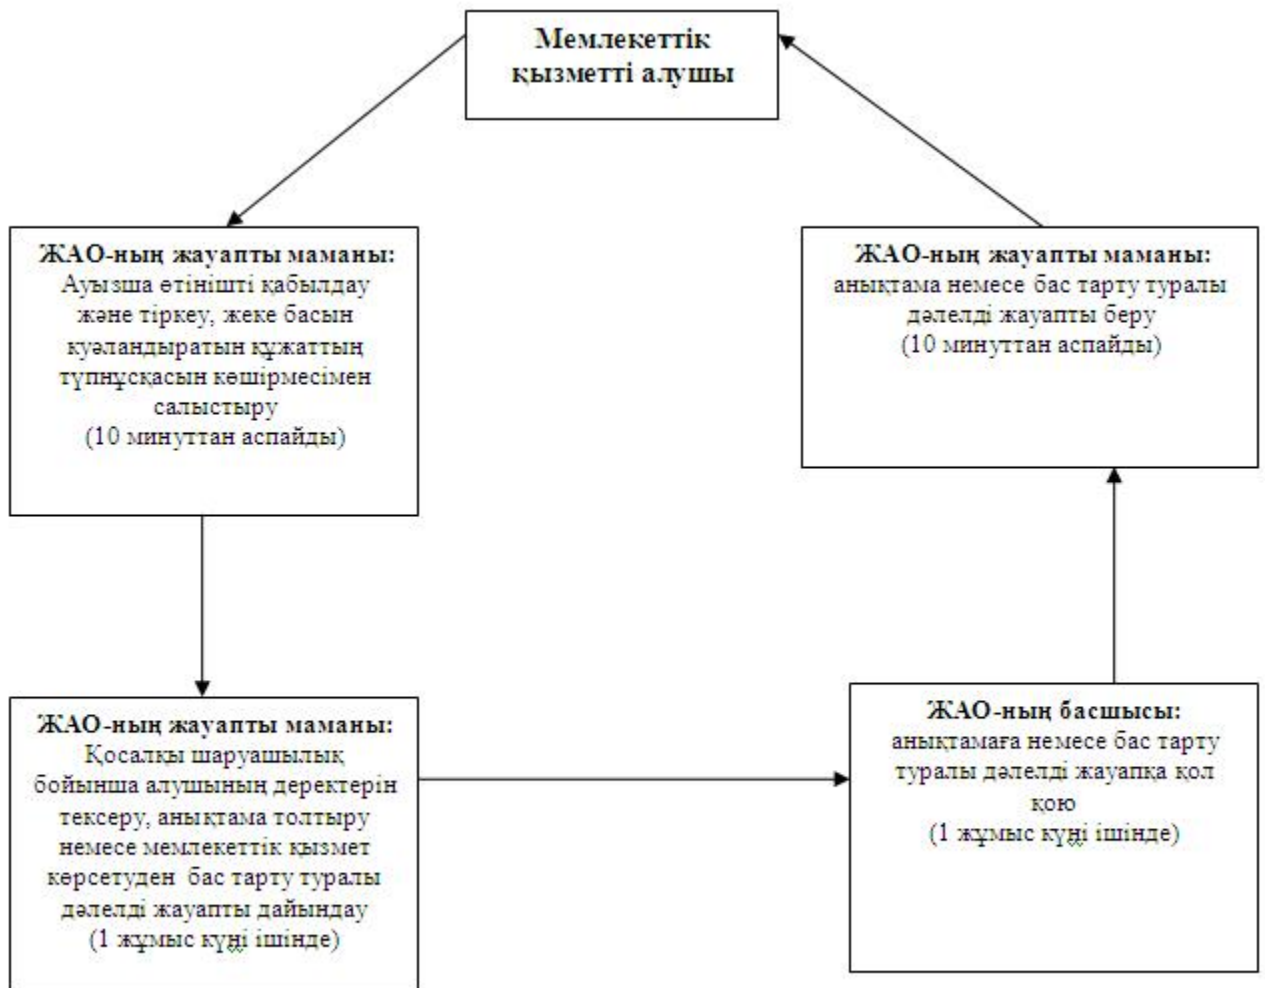 Мемлекеттік
қызметті алушы
ЖАО-ның жауапты маманы:
Ауызша өтінішті қабылдау
және тіркеу, жеке басын
куәландыратын құжаттың
түпнұсқасын көшірмесімен
салыстыру
(10 минуттан аспайды)
ЖАО-ның жауапты маманы:
анықтама немесе бас тарту туралы
дәлелді жауапты беру
(10 минуттан аспайды)
ЖАО-ның жауапты маманы:
Қосалқы шаруашылық
бойынша алушының деректерін
тексеру, анықтама толтыру
немесе мемлекеттік қызмет
көрсетуден бас тарту туралы
дәлелді жауапты дайындау
(1 жұмыс күні ішінде)
ЖАО-ның басшысы:
анықтамаға немесе бас тарту
туралы дәлелді жауапқа қол
қою
(1 жұмыс күні ішінде)